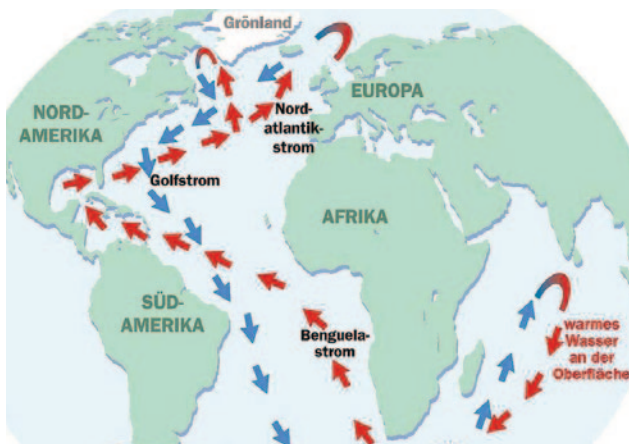 Grönland
NORD-
AMERIKA
EUROPA
Nord-
atlantik-
strom
Golfstrom
AFRIKA
SÜD-
AMERIKA
Benguela-
strom
warmes
Wasser
an der
Oberfläche